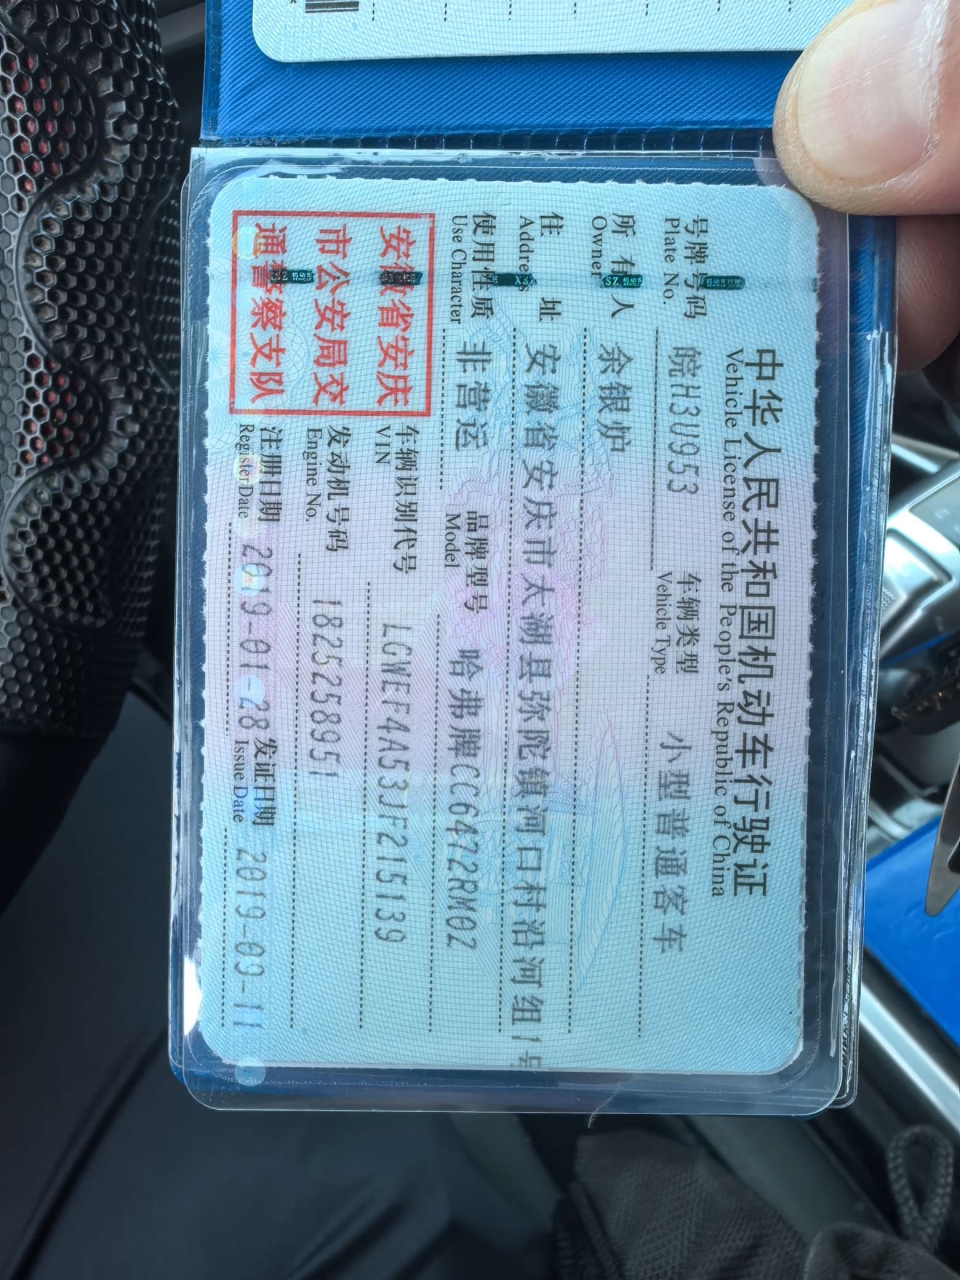 中华人民共和国机动车行驶证
Vehicle License of the People's Republic of China
号牌号码 皖H3U953 车辆类型 小型普通客车
Plate No. Vehicle Type
所有人 余银炉
Owner
住址 安徽省安庆市太湖县弥陀镇河口村沿河组1号
Address
使用性质 非营运 品牌型号 哈弗牌CC6472RM02
Use Character Model
安徽省安庆
市公安局交
通警察支队
车辆识别代号 LGWEF4A53JF215139
VIN
发动机号码 1825258951
Engine No.
注册日期 2019-01-28 发证日期 2019-09-11
Register Date Issue Date